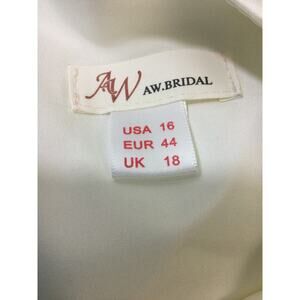 AW AW.BRIDAL
USA 16
EUR 44
UK 18